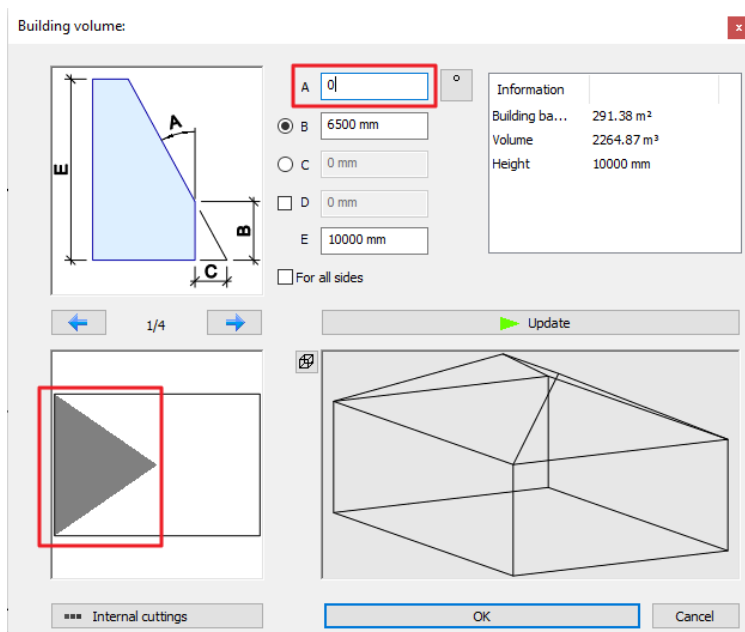 Building volume:
x
A 0 °
B 6500 mm
C 0 mm
D 0 mm
E 10000 mm
For all sides
A
E
B
C
Information
Building ba... 291.38 m²
Volume 2264.87 m³
Height 10000 mm
1/4
Update
Internal cuttings
OK
Cancel